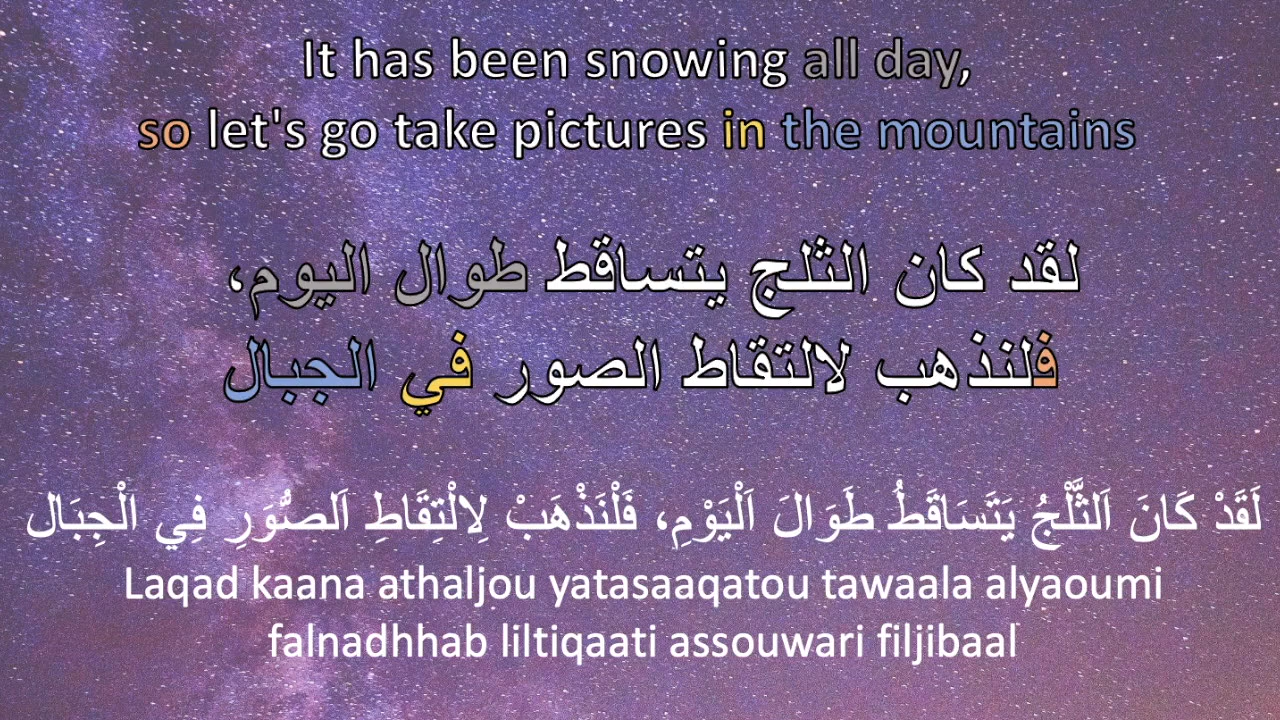 It has been snowing all day,
so let's go take pictures in the mountains
لقد كان الثلج يتساقط طوال اليوم،
فلنذهب لالتقاط الصور في الجبال
لَقَدْ كَانَ اَلثَّلْجُ يَتَسَاقَطُ طَوَالَ اَلْيَوْمِ، فَلْنَذْهَبْ لِالْتِقَاطِ اَلصُّوَرِ فِي الْجِبَال
Laqad kaana athaljou yatasaaqatou tawaala alyaoumi
falnadhhab liltiqaati assouwari filjibaal